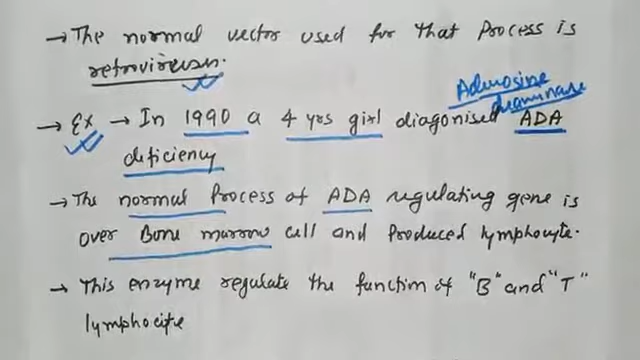 → The normal vector used for that Process is
retroviruses.
Adenosine
deaminase
→ Ex → In 1990 a 4 yrs girl diagonised ADA
deficiency
→ The normal Process of ADA regulating gene is
over Bone marrow cell and Produced lymphocyte.
→ This enzyme regulate the function of "B" and "T"
lymphocite